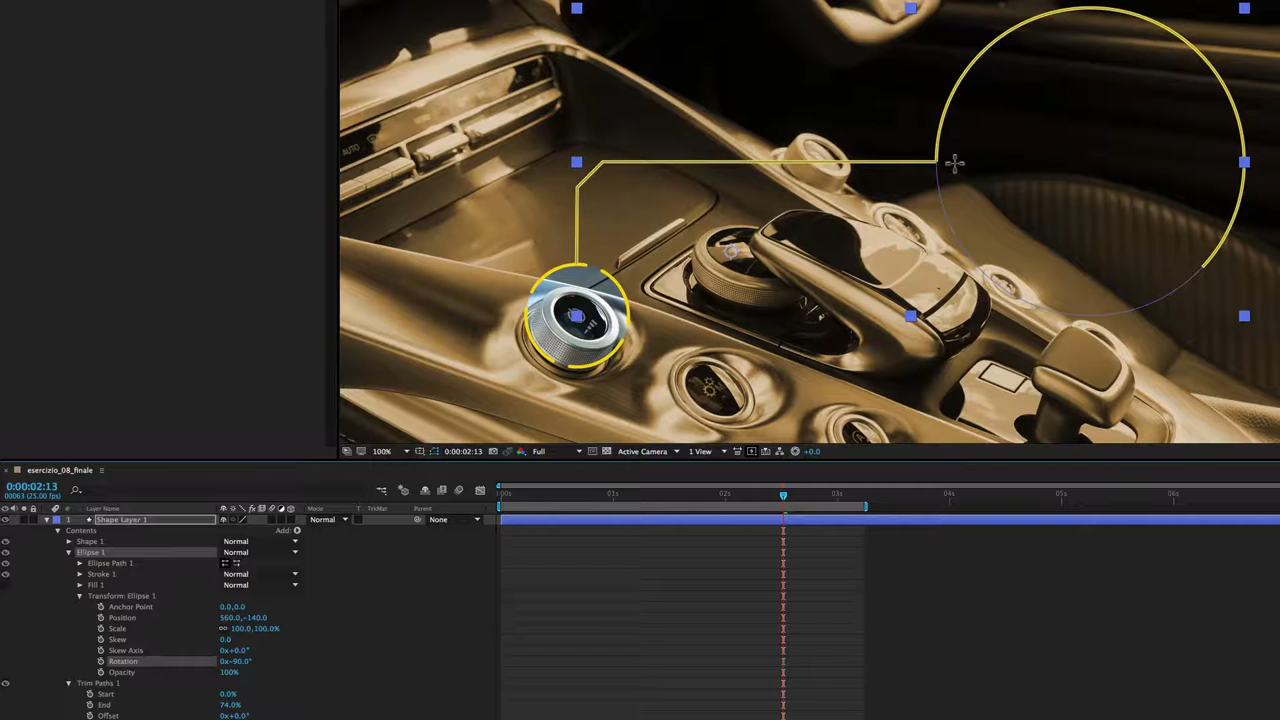 AUTO
100%
0:00:02:13
Full
Active Camera
1 View
+0.0
esercizio_08_finale
0:00:02:13
00063 (25.00 fps)
:00s 01s 02s 03s 04s 05s 06s
# Layer Name Mode T TrkMat Parent
1 Shape Layer 1 Normal None
Contents Add:
Shape 1 Normal
Ellipse 1 Normal
Ellipse Path 1
Stroke 1 Normal
Fill 1 Normal
Transform: Ellipse 1
Anchor Point 0.0,0.0
Position 560.0,-140.0
Scale 100.0,100.0%
Skew 0.0
Skew Axis 0x+0.0°
Rotation 0x-90.0°
Opacity 100%
Trim Paths 1
Start 0.0%
End 74.0%
Offset 0x+0.0°